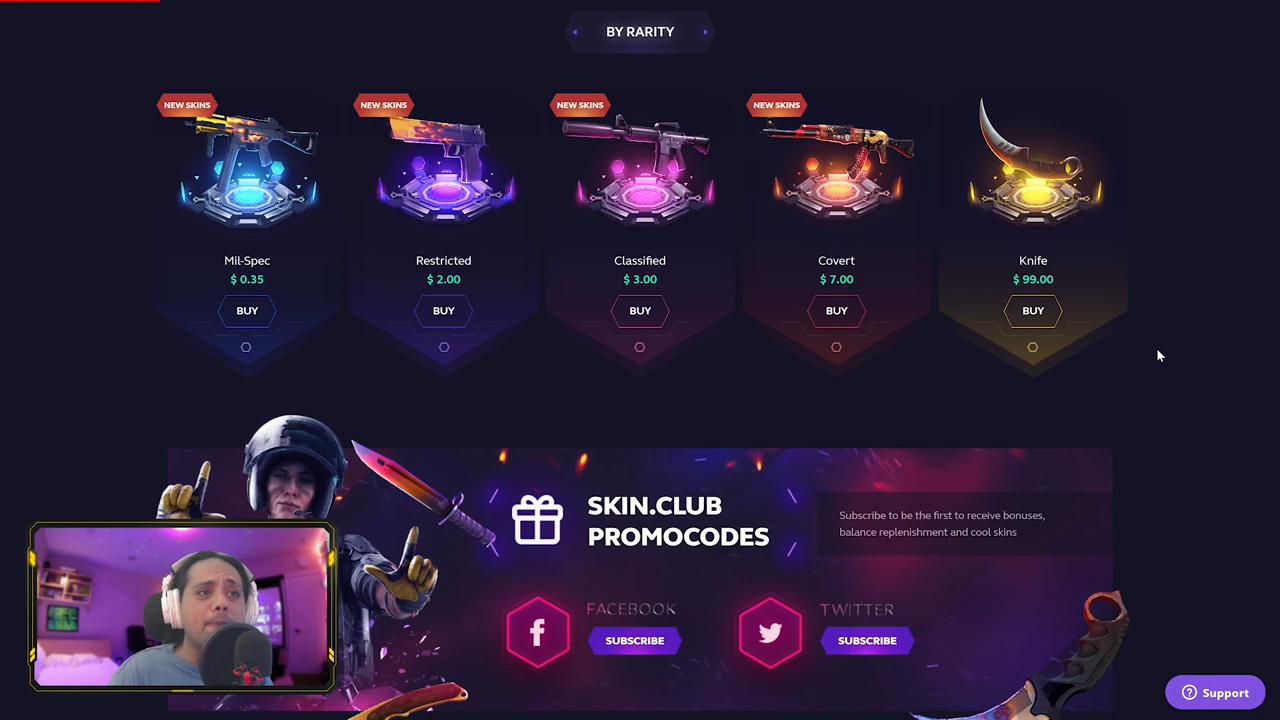 BY RARITY
NEW SKINS
NEW SKINS
NEW SKINS
NEW SKINS
Mil-Spec
Restricted
Classified
Covert
Knife
$ 0.35
$ 2.00
$ 3.00
$ 7.00
$ 99.00
BUY
BUY
BUY
BUY
BUY
SKIN.CLUB
PROMOCODES
Subscribe to be the first to receive bonuses,
balance replenishment and cool skins
FACEBOOK
SUBSCRIBE
TWITTER
SUBSCRIBE
Support